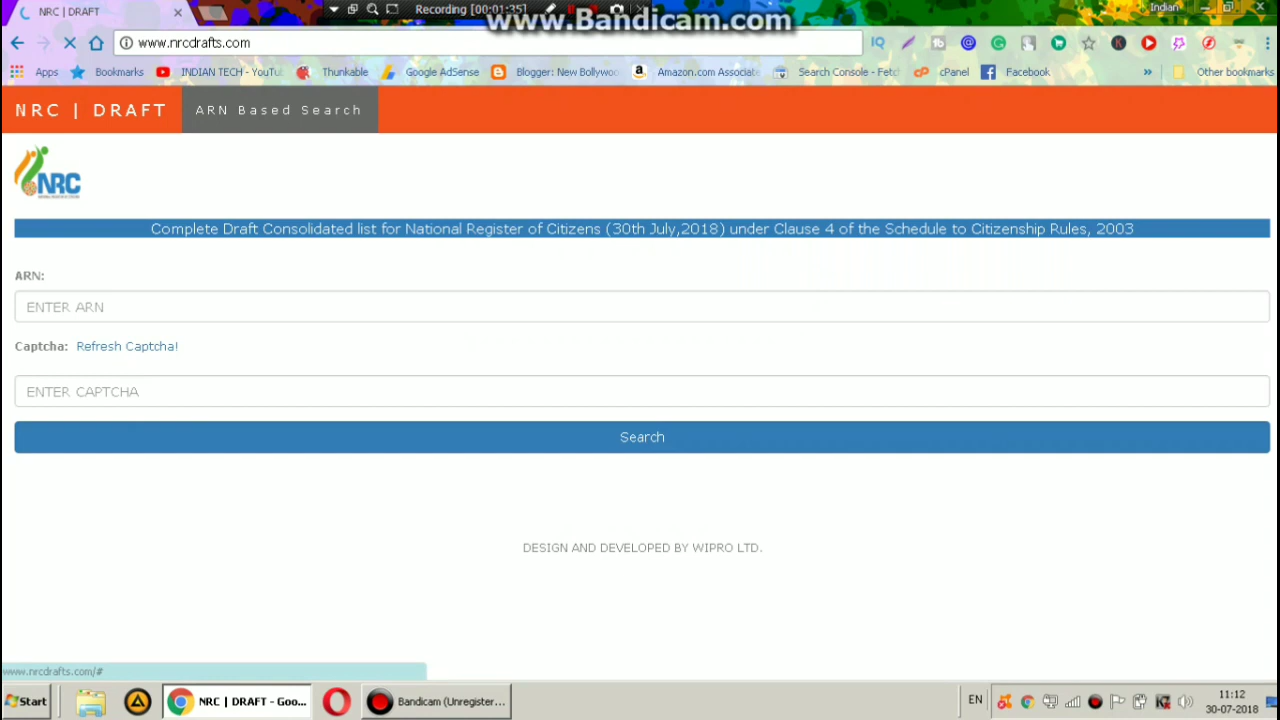 NRC | DRAFT
Recording [00:01:35]
www.Bandicam.com
Indian
www.nrcdrafts.com
Apps
Bookmarks
INDIAN TECH - YouTu
Thunkable
Google AdSense
Blogger: New Bollywoo
Amazon.com Associate
Search Console - Fetc
cPanel
Facebook
»
Other bookmarks
NRC | DRAFT
ARN Based Search
NRC
Complete Draft Consolidated list for National Register of Citizens (30th July,2018) under Clause 4 of the Schedule to Citizenship Rules, 2003
ARN:
ENTER ARN
Captcha: Refresh Captcha!
ENTER CAPTCHA
Search
DESIGN AND DEVELOPED BY WIPRO LTD.
www.nrcdrafts.com/#
Start
NRC | DRAFT - Goo...
Bandicam (Unregister...
EN
11:12
30-07-2018